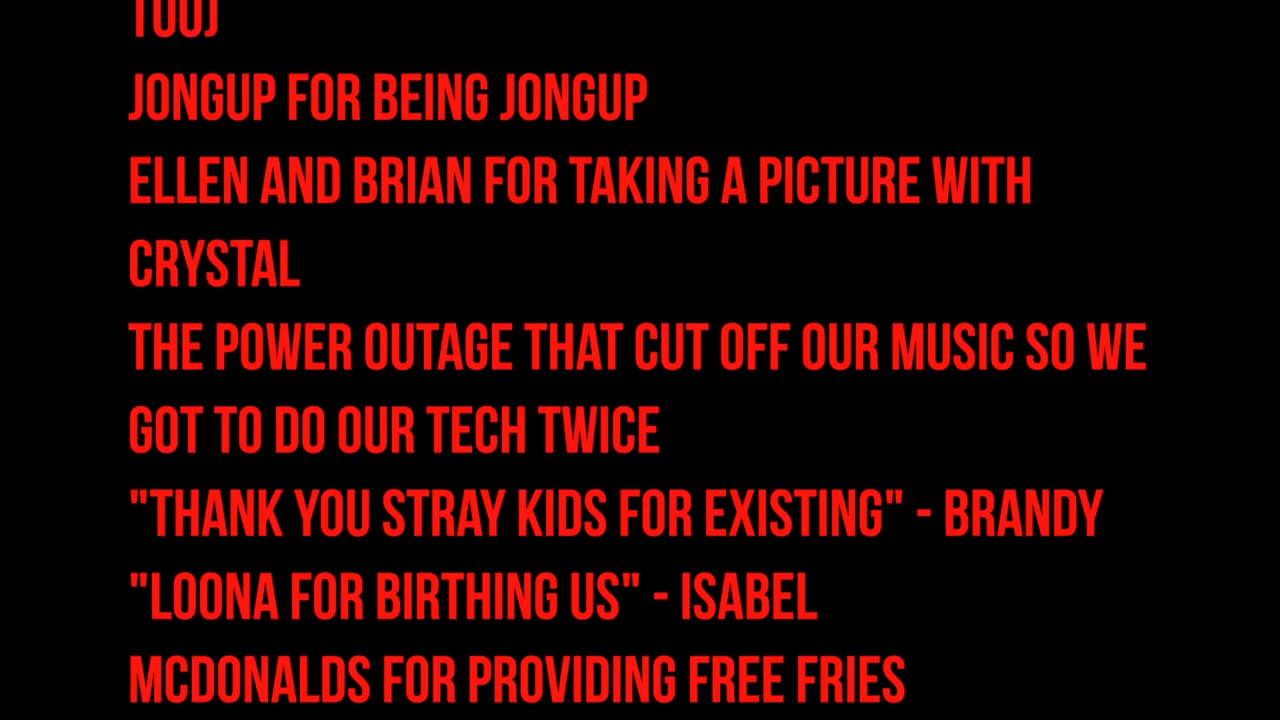 JONGUP FOR BEING JONGUP
ELLEN AND BRIAN FOR TAKING A PICTURE WITH
CRYSTAL
THE POWER OUTAGE THAT CUT OFF OUR MUSIC SO WE
GOT TO DO OUR TECH TWICE
"THANK YOU STRAY KIDS FOR EXISTING" - BRANDY
"LOONA FOR BIRTHING US" - ISABEL
MCDONALDS FOR PROVIDING FREE FRIES